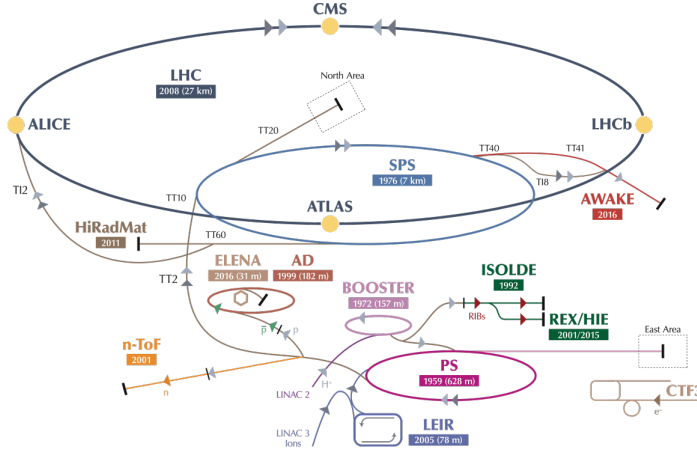 CMS
LHC
2008 (27 km)
North Area
ALICE
LHCb
TT20
TT40
TT41
SPS
1976 (7 km)
TI2
TI8
TT10
AWAKE
2016
ATLAS
HiRadMat
2011
TT60
ELENA
2016 (31 m)
AD
1999 (182 m)
TT2
BOOSTER
1972 (157 m)
ISOLDE
1992
RIBs
REX/HIE
2001/2015
p
p
East Area
n-ToF
2001
n
PS
1959 (628 m)
H⁻
LINAC 2
CTF3
e⁻
LEIR
2005 (78 m)
LINAC 3
Ions